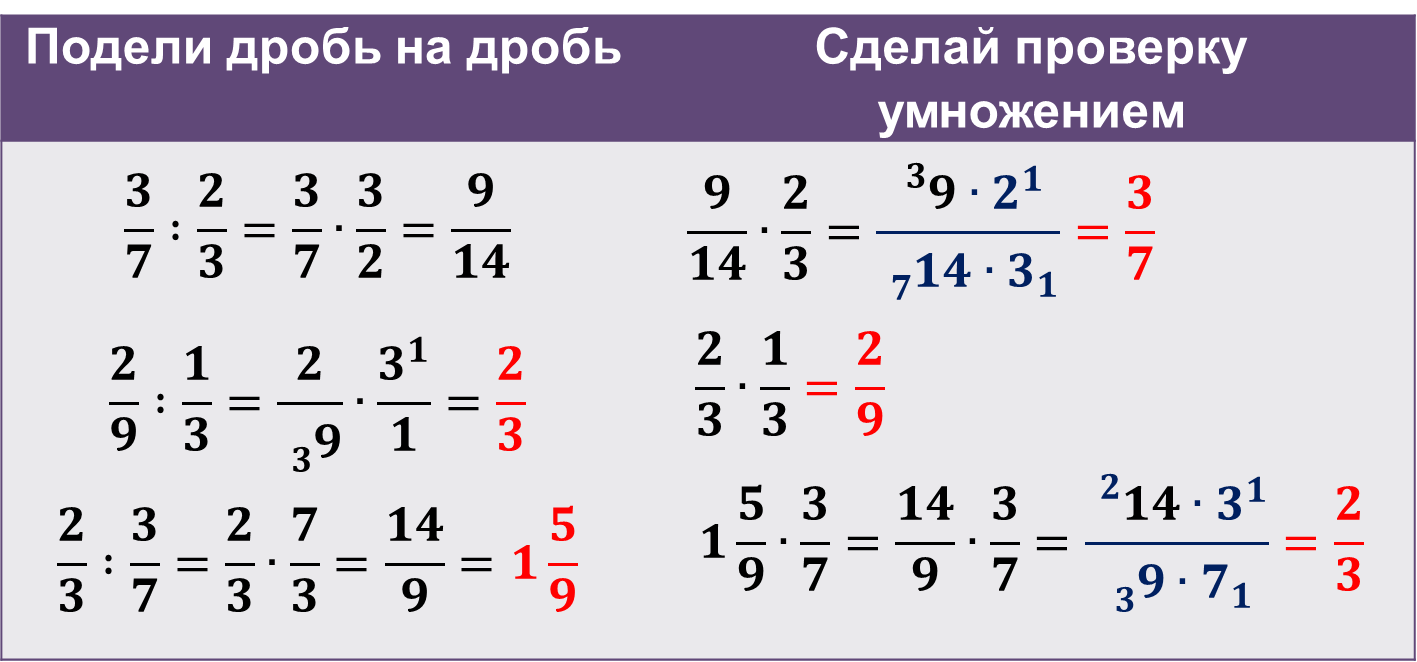 Подели дробь на дробь
Сделай проверку
умножением
3/7 : 2/3 = 3/7 · 3/2 = 9/14
9/14 · 2/3 = ³9 · 2¹ / ₇14 · 3₁ = 3/7
2/9 : 1/3 = 2/₃9 · 3¹/1 = 2/3
2/3 · 1/3 = 2/9
2/3 : 3/7 = 2/3 · 7/3 = 14/9 = 1 5/9
1 5/9 · 3/7 = 14/9 · 3/7 = ²14 · 3¹ / ₃9 · 7₁ = 2/3